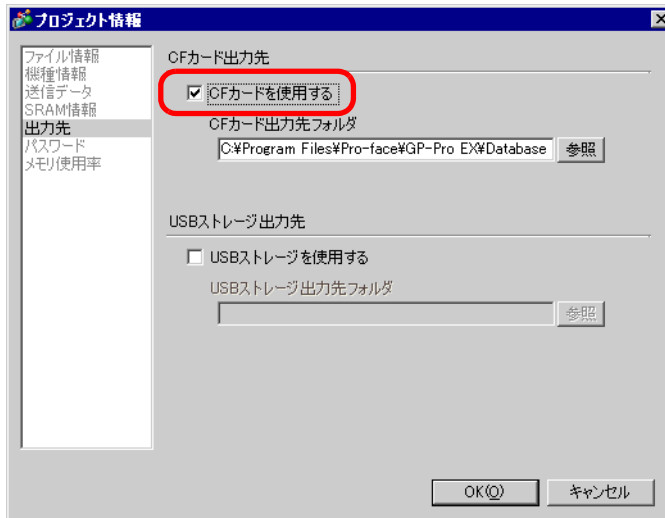 プロジェクト情報
ファイル情報
機種情報
送信データ
SRAM情報
出力先
パスワード
メモリ使用率
CFカード出力先
CFカードを使用する
CFカード出力先フォルダ
C:¥Program Files¥Pro-face¥GP-Pro EX¥Database 参照
USBストレージ出力先
USBストレージを使用する
USBストレージ出力先フォルダ
参照
OK(O) キャンセル